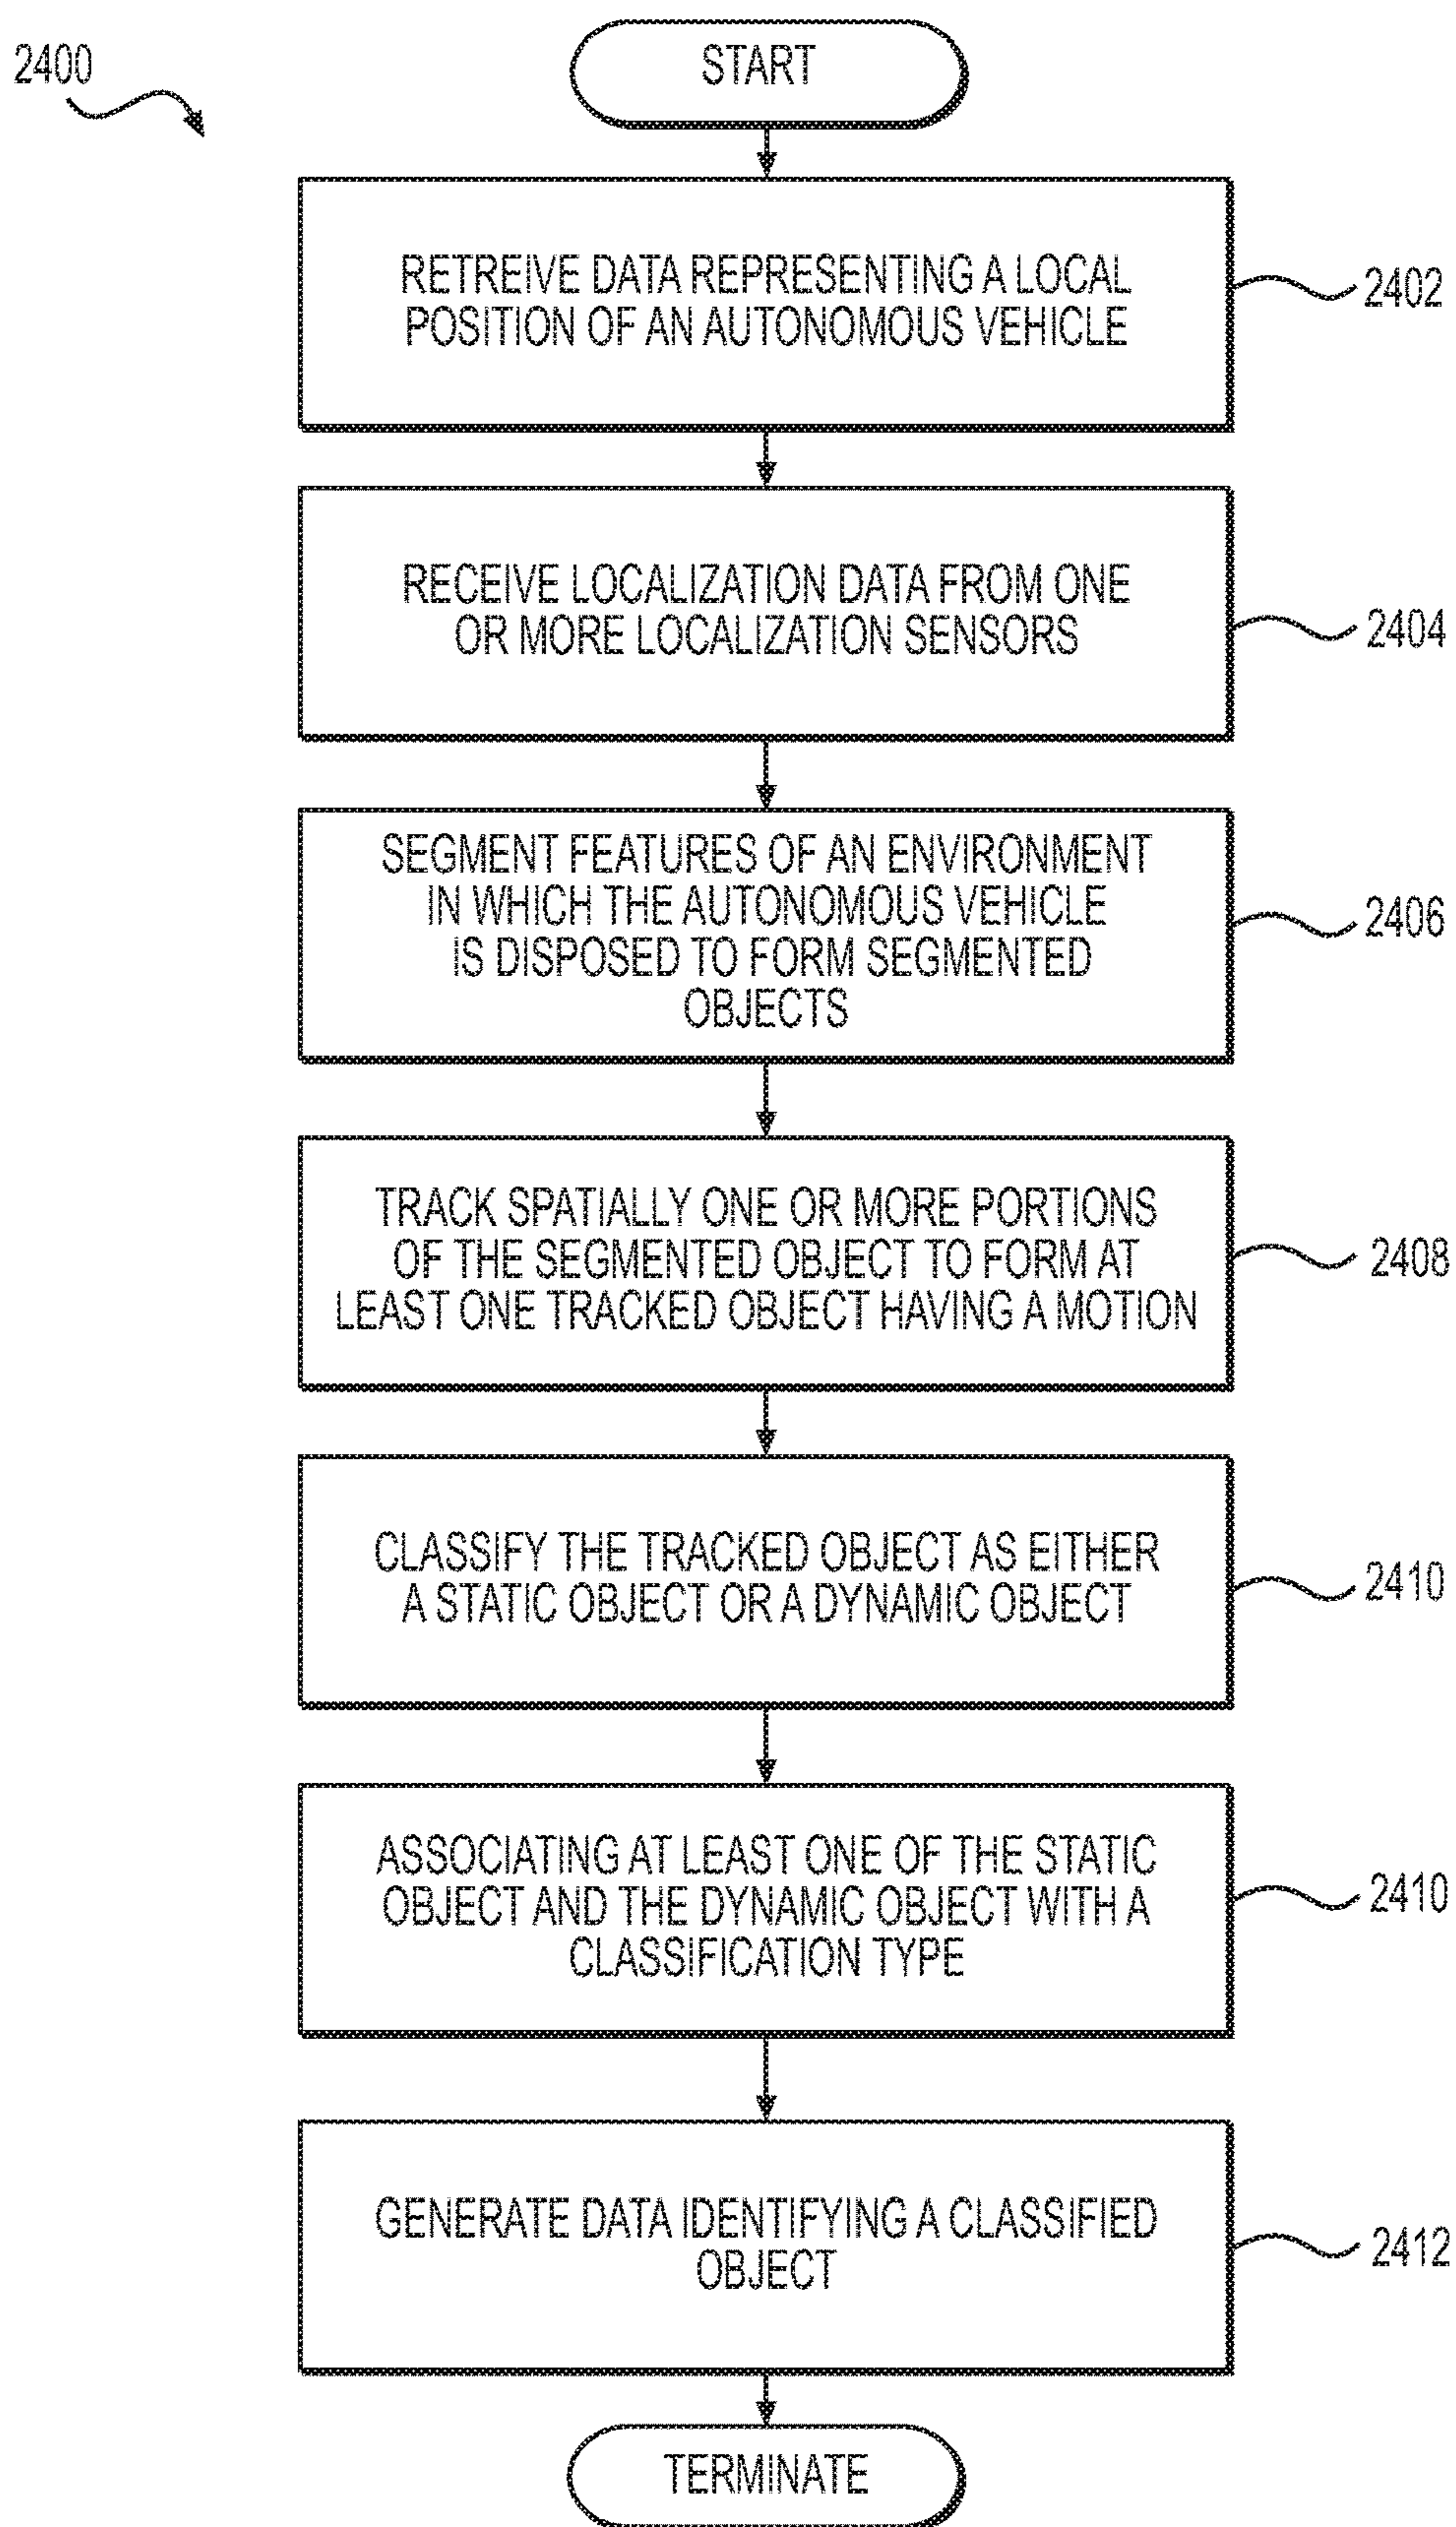 2400
START
RETREIVE DATA REPRESENTING A LOCAL
POSITION OF AN AUTONOMOUS VEHICLE
2402
RECEIVE LOCALIZATION DATA FROM ONE
OR MORE LOCALIZATION SENSORS
2404
SEGMENT FEATURES OF AN ENVIRONMENT
IN WHICH THE AUTONOMOUS VEHICLE
IS DISPOSED TO FORM SEGMENTED
OBJECTS
2406
TRACK SPATIALLY ONE OR MORE PORTIONS
OF THE SEGMENTED OBJECT TO FORM AT
LEAST ONE TRACKED OBJECT HAVING A MOTION
2408
CLASSIFY THE TRACKED OBJECT AS EITHER
A STATIC OBJECT OR A DYNAMIC OBJECT
2410
ASSOCIATING AT LEAST ONE OF THE STATIC
OBJECT AND THE DYNAMIC OBJECT WITH A
CLASSIFICATION TYPE
2410
GENERATE DATA IDENTIFYING A CLASSIFIED
OBJECT
2412
TERMINATE